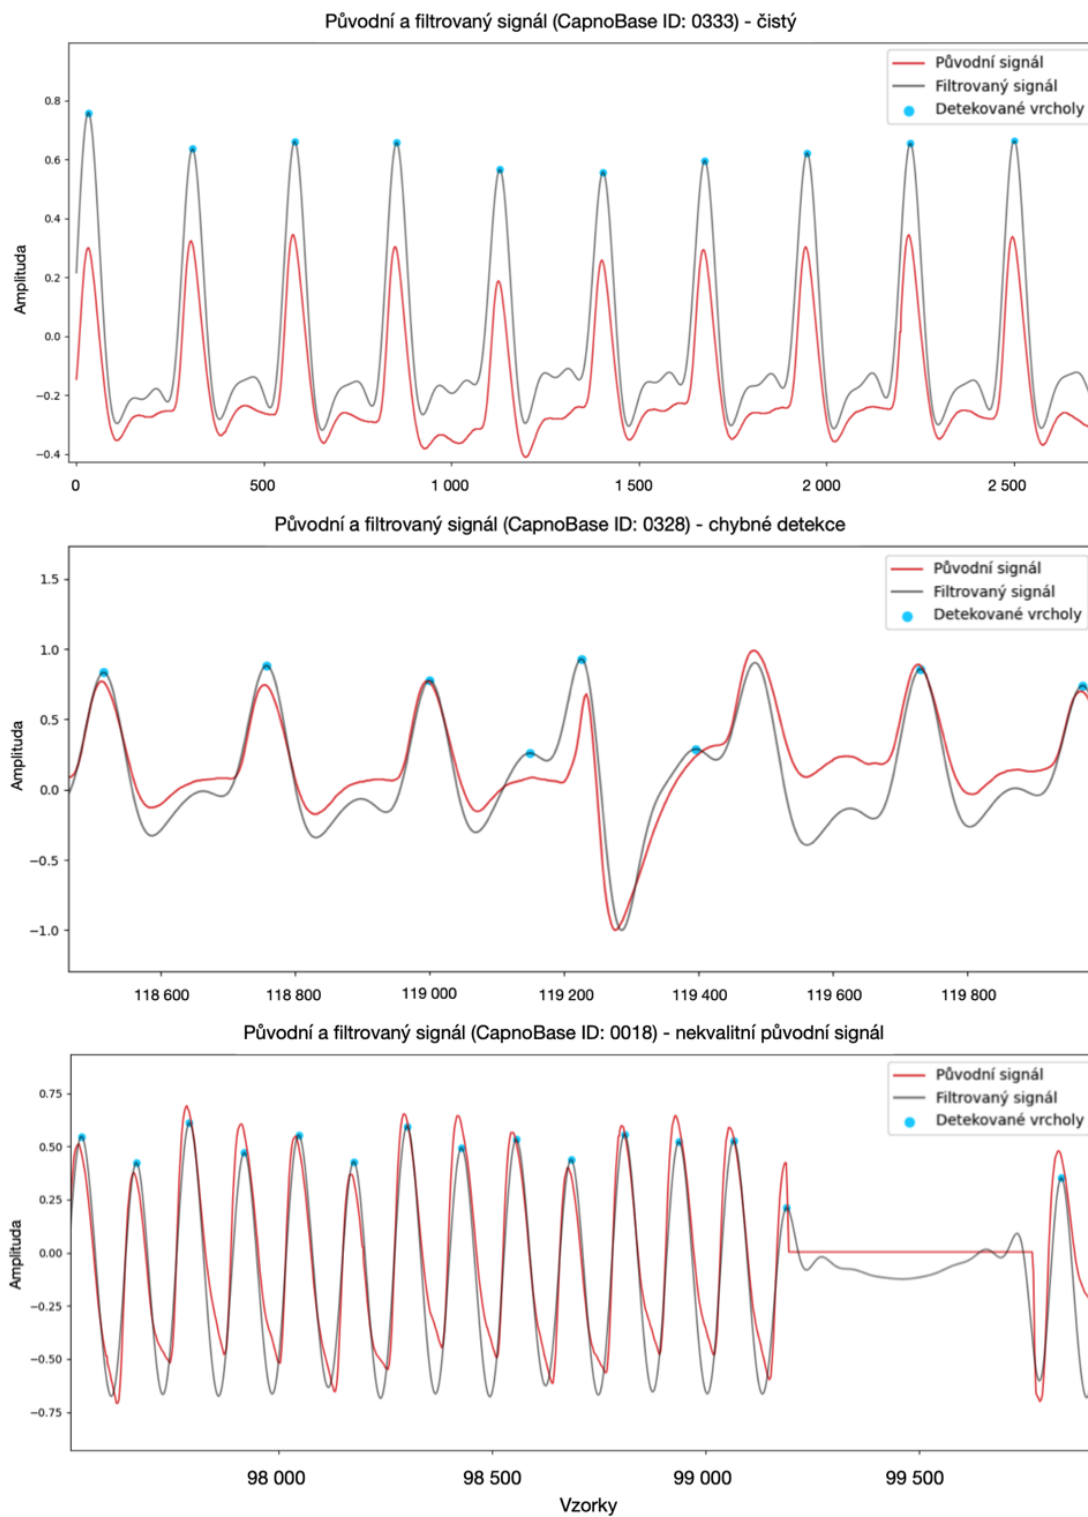 Původní a filtrovaný signál (CapnoBase ID: 0333) - čistý
Původní signál
Filtrovaný signál
Detekované vrcholy
0.8
0.6
0.4
0.2
0.0
−0.2
−0.4
Amplituda
0 500 1 000 1 500 2 000 2 500
Původní a filtrovaný signál (CapnoBase ID: 0328) - chybné detekce
Původní signál
Filtrovaný signál
Detekované vrcholy
1.5
1.0
0.5
0.0
−0.5
−1.0
Amplituda
118 600 118 800 119 000 119 200 119 400 119 600 119 800
Původní a filtrovaný signál (CapnoBase ID: 0018) - nekvalitní původní signál
Původní signál
Filtrovaný signál
Detekované vrcholy
0.75
0.50
0.25
0.00
−0.25
−0.50
−0.75
Amplituda
98 000 98 500 99 000 99 500
Vzorky